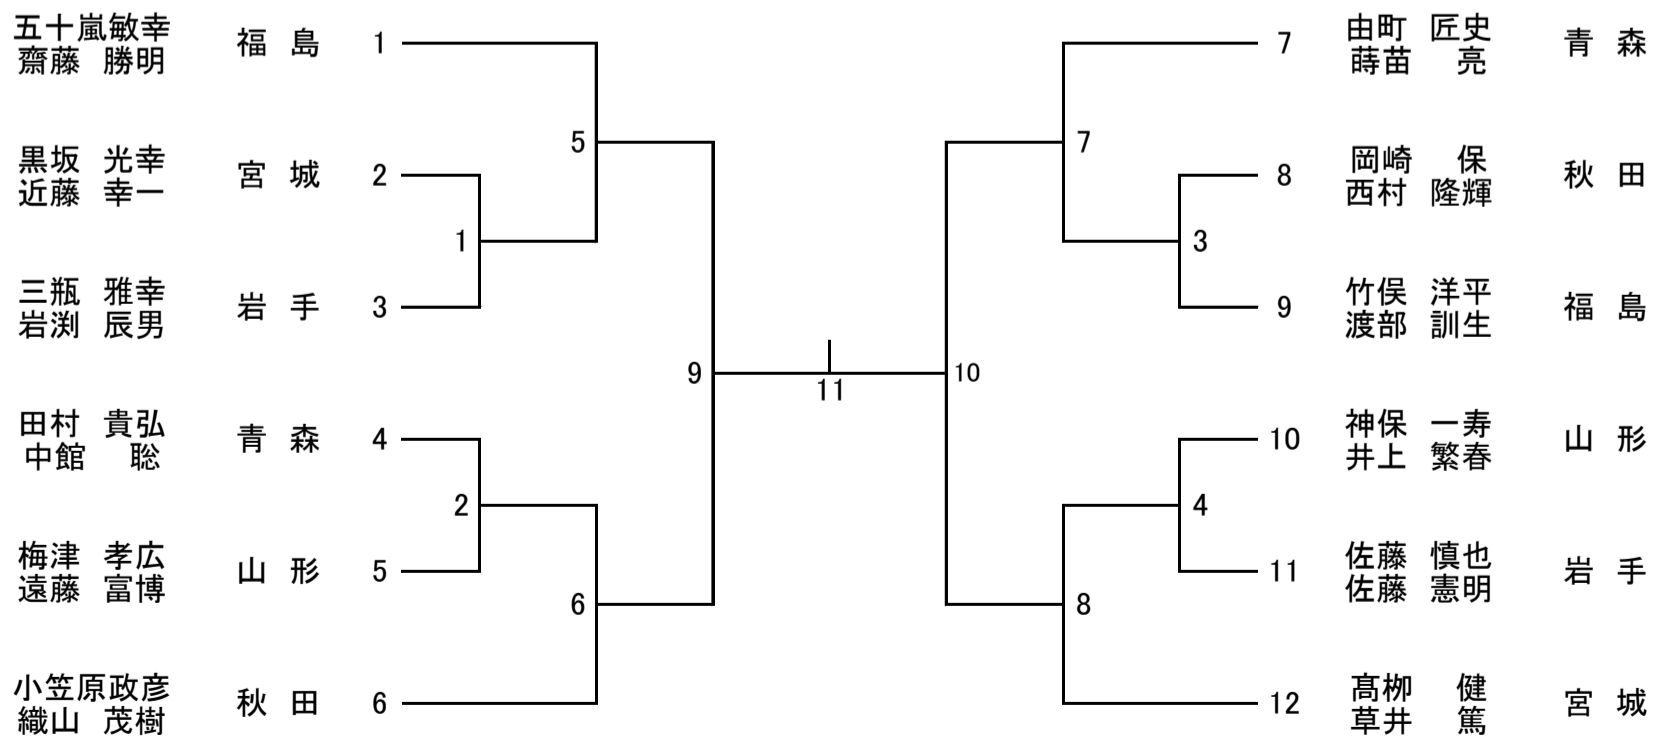 五十嵐敏幸
齋藤 勝明
福島 1
黒坂 光幸
近藤 幸一
宮城 2
三瓶 雅幸
岩渕 辰男
岩手 3
田村 貴弘
中館 聡
青森 4
梅津 孝広
遠藤 富博
山形 5
小笠原政彦
織山 茂樹
秋田 6
1
2
5
6
9
11
10
7
8
3
4
7
由町 匠史
蒔苗 亮
青森
8
岡崎 保
西村 隆輝
秋田
9
竹俣 洋平
渡部 訓生
福島
10
神保 一寿
井上 繁春
山形
11
佐藤 慎也
佐藤 憲明
岩手
12
髙栁 健
草井 篤
宮城